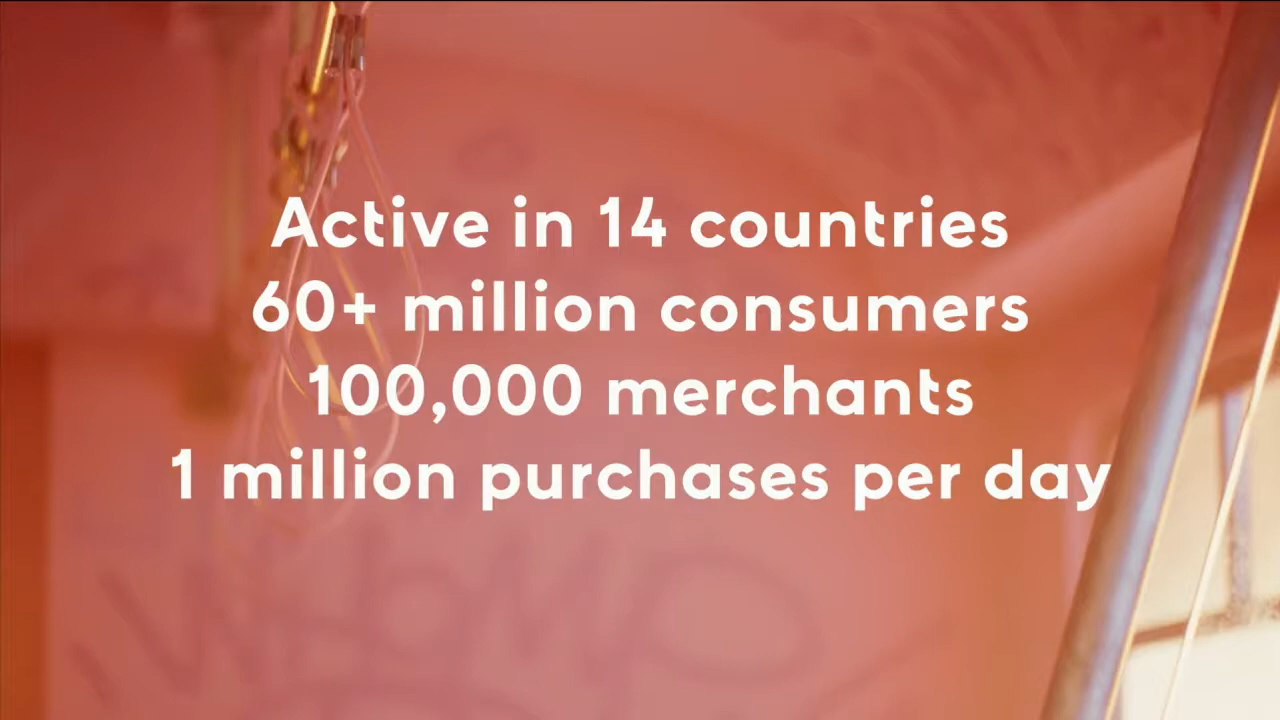 Active in 14 countries
60+ million consumers
100,000 merchants
1 million purchases per day